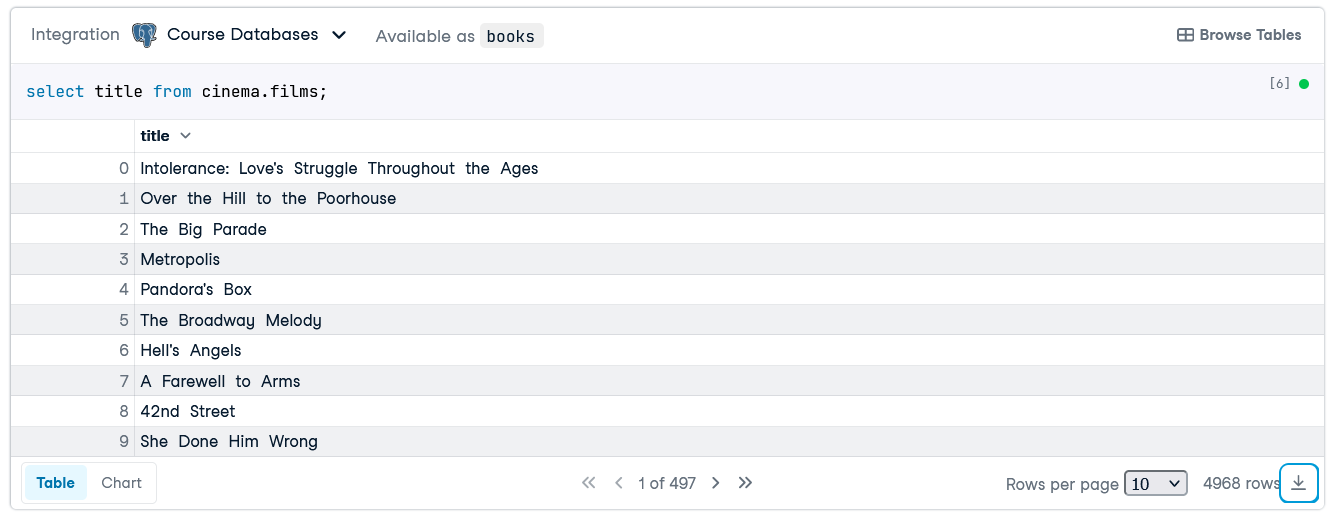 Integration Course Databases Available as books Browse Tables
select title from cinema.films; [6]
title
0 Intolerance: Love's Struggle Throughout the Ages
1 Over the Hill to the Poorhouse
2 The Big Parade
3 Metropolis
4 Pandora's Box
5 The Broadway Melody
6 Hell's Angels
7 A Farewell to Arms
8 42nd Street
9 She Done Him Wrong
Table Chart 1 of 497 Rows per page 10 4968 rows